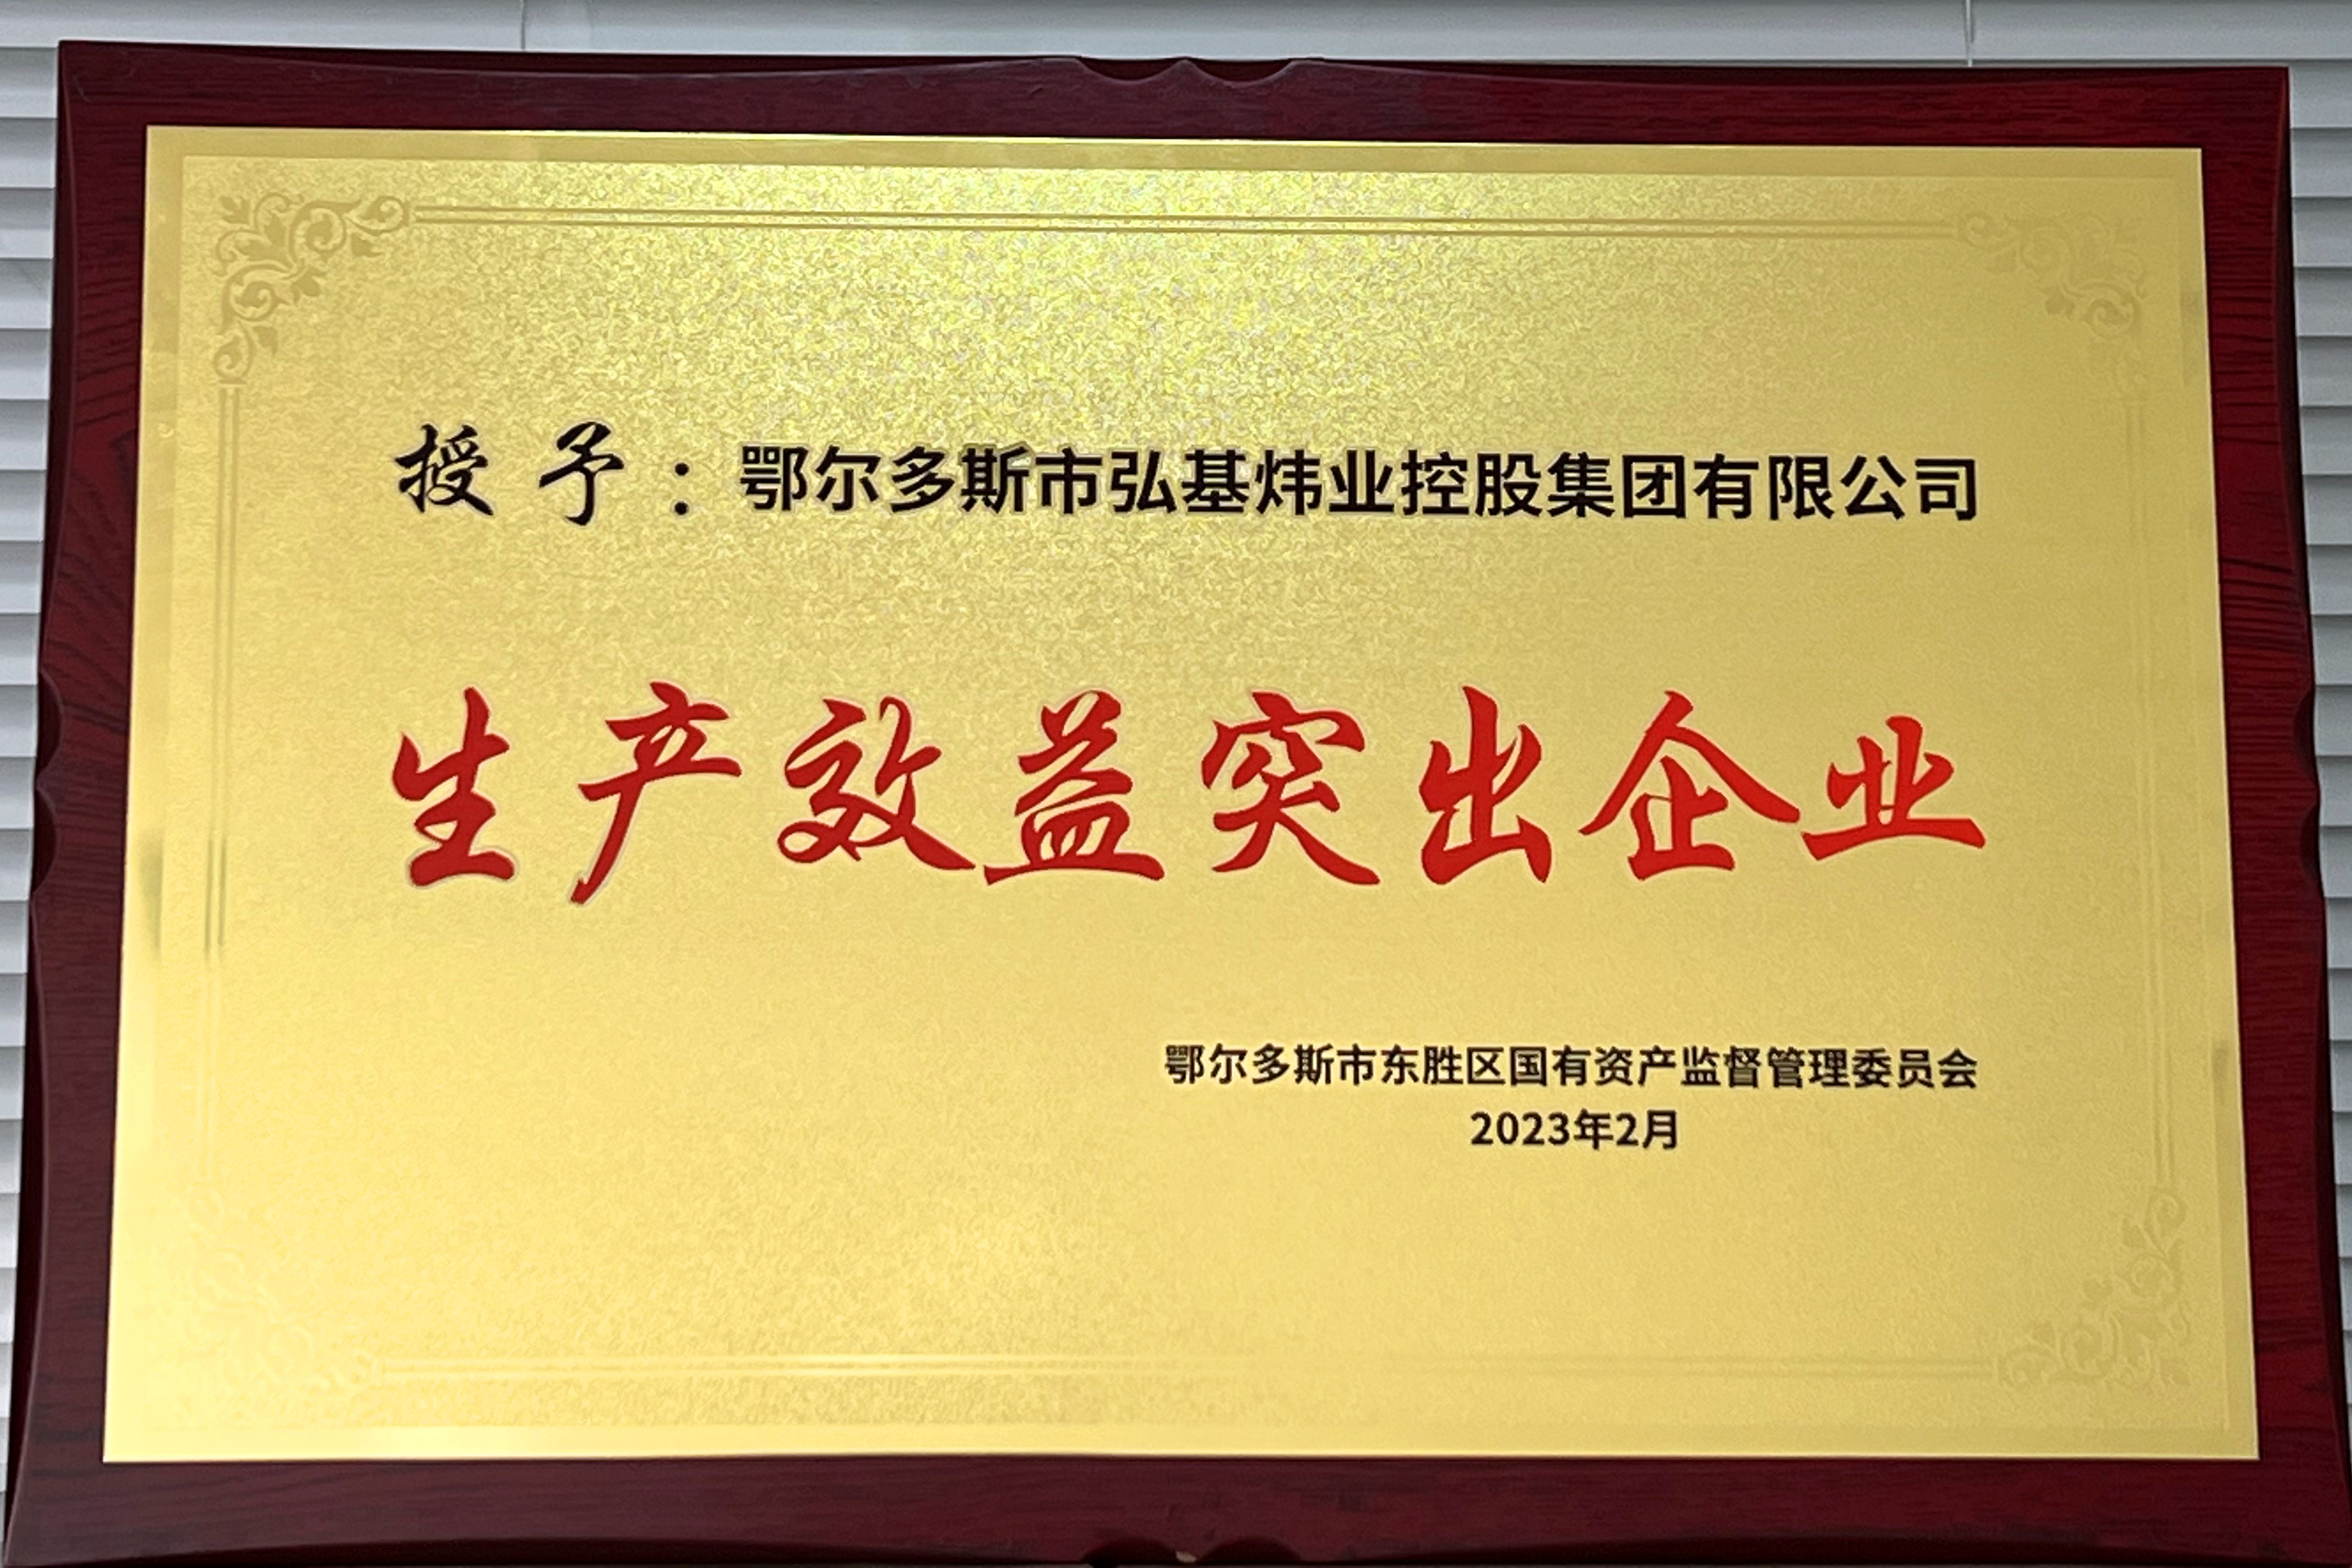 授予：鄂尔多斯市弘基炜业控股集团有限公司
生产效益突出企业
鄂尔多斯市东胜区国有资产监督管理委员会
2023年2月